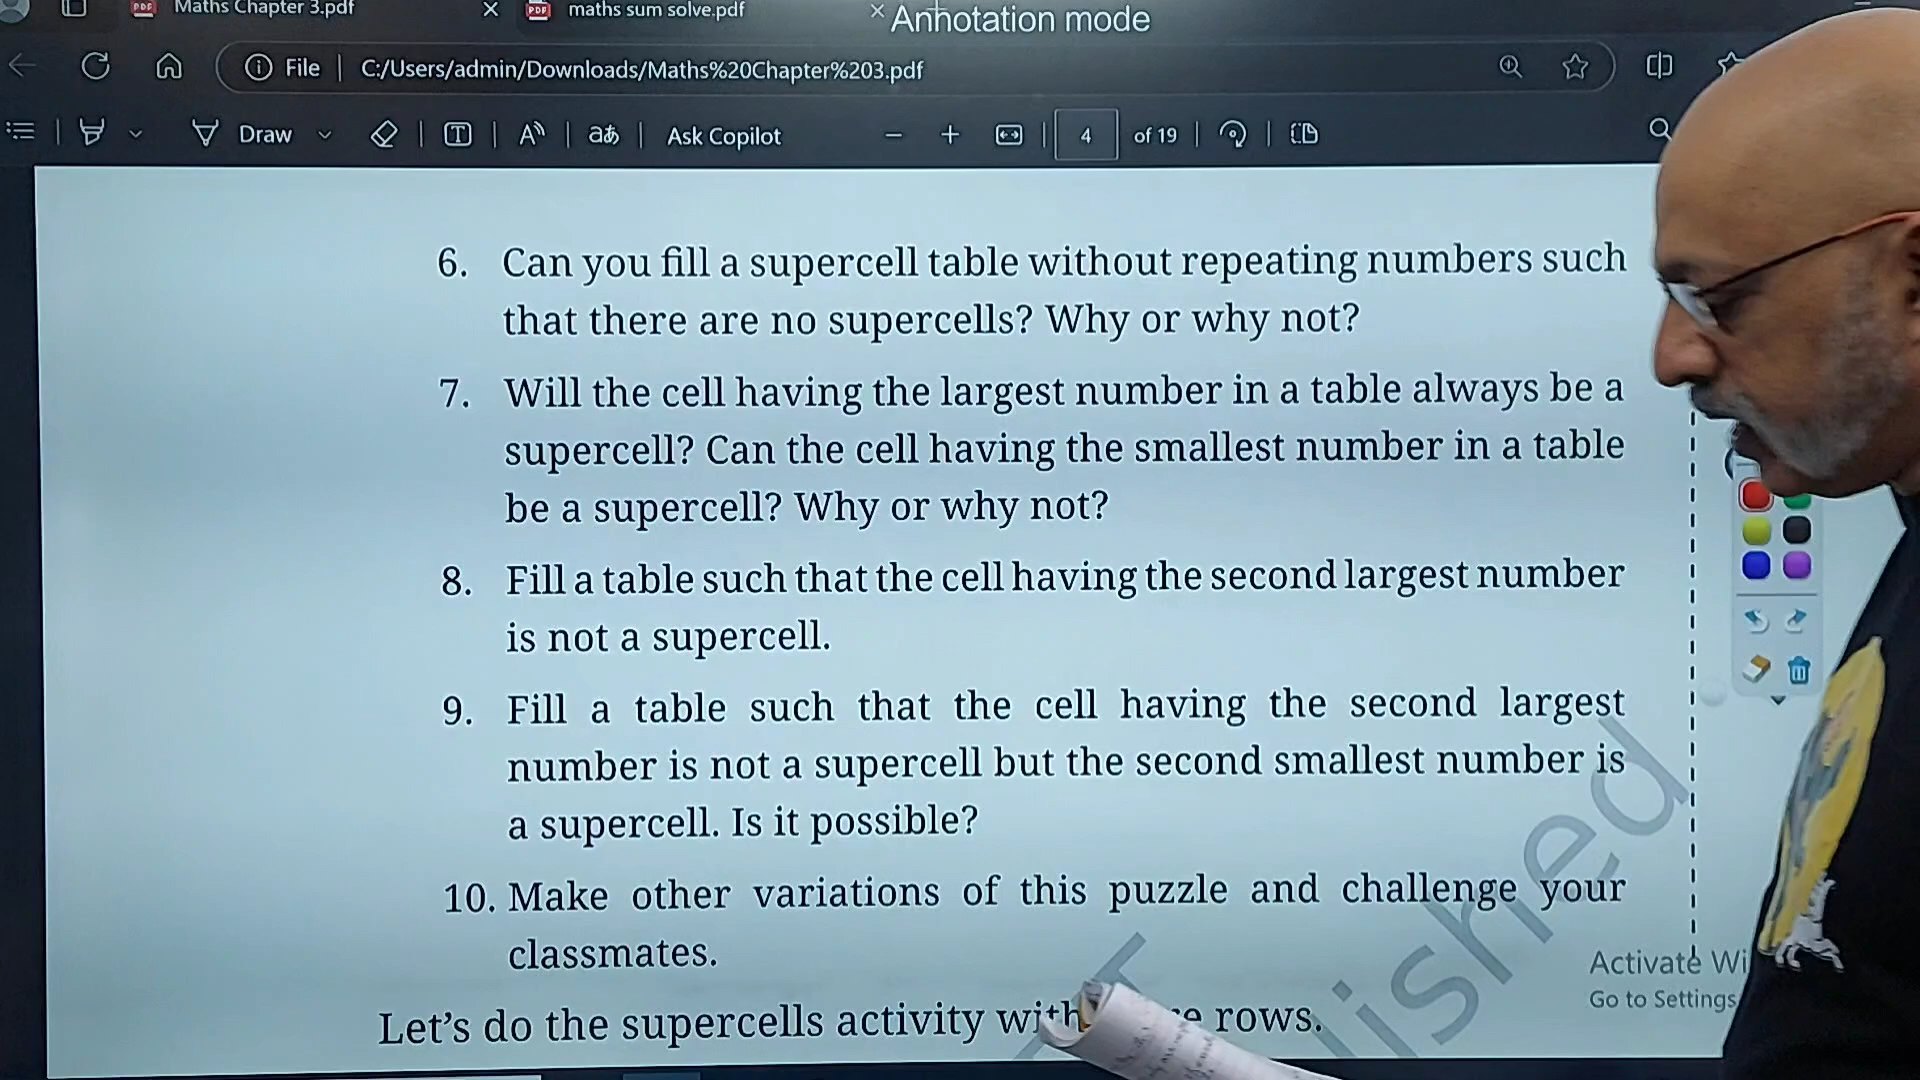 Maths Chapter 3.pdf
maths sum solve.pdf
Annotation mode
File
C:/Users/admin/Downloads/Maths%20Chapter%203.pdf
Draw
Ask Copilot
4
of 19
6. Can you fill a supercell table without repeating numbers such
that there are no supercells? Why or why not?
7. Will the cell having the largest number in a table always be a
supercell? Can the cell having the smallest number in a table
be a supercell? Why or why not?
8. Fill a table such that the cell having the second largest number
is not a supercell.
9. Fill a table such that the cell having the second largest
number is not a supercell but the second smallest number is
a supercell. Is it possible?
10. Make other variations of this puzzle and challenge your
classmates.
Let's do the supercells activity with rows.
Activate
Go to Settings